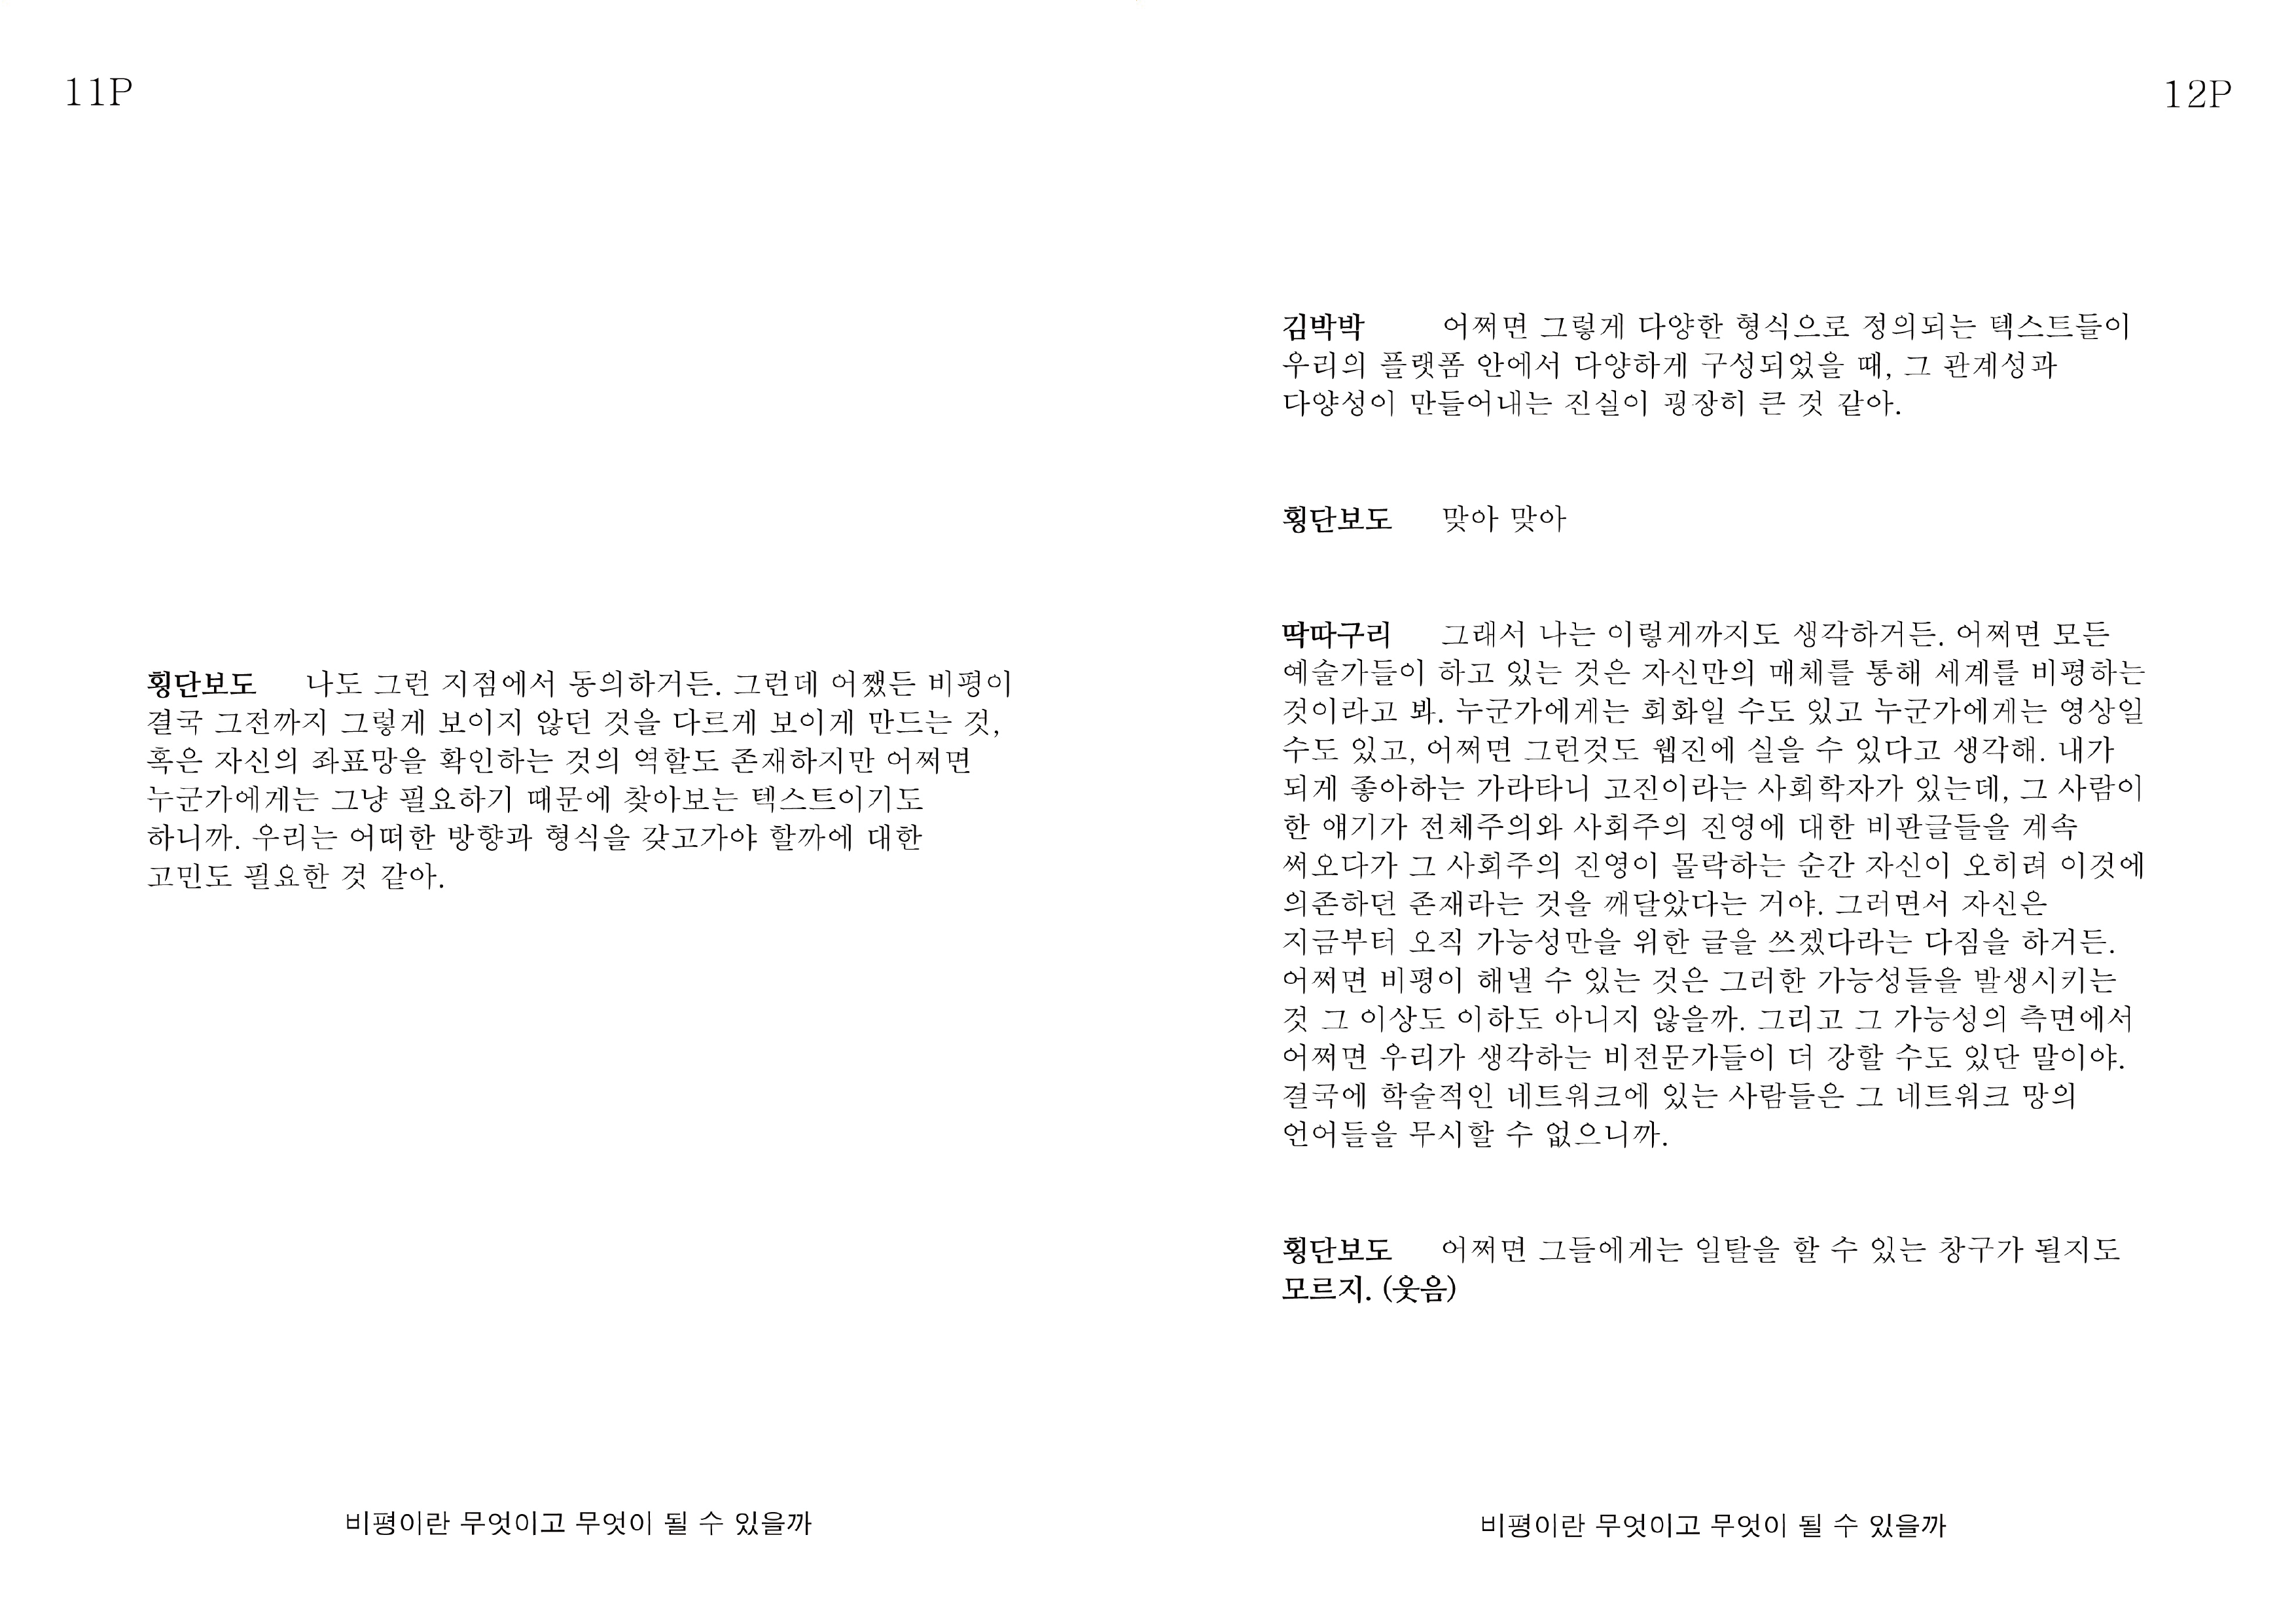 11P
횡단보도 나도 그런 지점에서 동의하거든. 그런데 어쨌든 비평이
결국 그전까지 그렇게 보이지 않던 것을 다르게 보이게 만드는 것,
혹은 자신의 좌표망을 확인하는 것의 역할도 존재하지만 어쩌면
누군가에게는 그냥 필요하기 때문에 찾아보는 텍스트이기도
하니까. 우리는 어떠한 방향과 형식을 갖고가야 할까에 대한
고민도 필요한 것 같아.
비평이란 무엇이고 무엇이 될 수 있을까
12P
김박박 어쩌면 그렇게 다양한 형식으로 정의되는 텍스트들이
우리의 플랫폼 안에서 다양하게 구성되었을 때, 그 관계성과
다양성이 만들어내는 진실이 굉장히 큰 것 같아.
횡단보도 맞아 맞아
딱따구리 그래서 나는 이렇게까지도 생각하거든. 어쩌면 모든
예술가들이 하고 있는 것은 자신만의 매체를 통해 세계를 비평하는
것이라고 봐. 누군가에게는 회화일 수도 있고 누군가에게는 영상일
수도 있고, 어쩌면 그런것도 웹진에 실을 수 있다고 생각해. 내가
되게 좋아하는 가라타니 고진이라는 사회학자가 있는데, 그 사람이
한 얘기가 전체주의와 사회주의 진영에 대한 비판글들을 계속
써오다가 그 사회주의 진영이 몰락하는 순간 자신이 오히려 이것에
의존하던 존재라는 것을 깨달았다는 거야. 그러면서 자신은
지금부터 오직 가능성만을 위한 글을 쓰겠다라는 다짐을 하거든.
어쩌면 비평이 해낼 수 있는 것은 그러한 가능성들을 발생시키는
것 그 이상도 이하도 아니지 않을까. 그리고 그 가능성의 측면에서
어쩌면 우리가 생각하는 비전문가들이 더 강할 수도 있단 말이야.
결국에 학술적인 네트워크에 있는 사람들은 그 네트워크 망의
언어들을 무시할 수 없으니까.
횡단보도 어쩌면 그들에게는 일탈을 할 수 있는 창구가 될지도
모르지. (웃음)
비평이란 무엇이고 무엇이 될 수 있을까